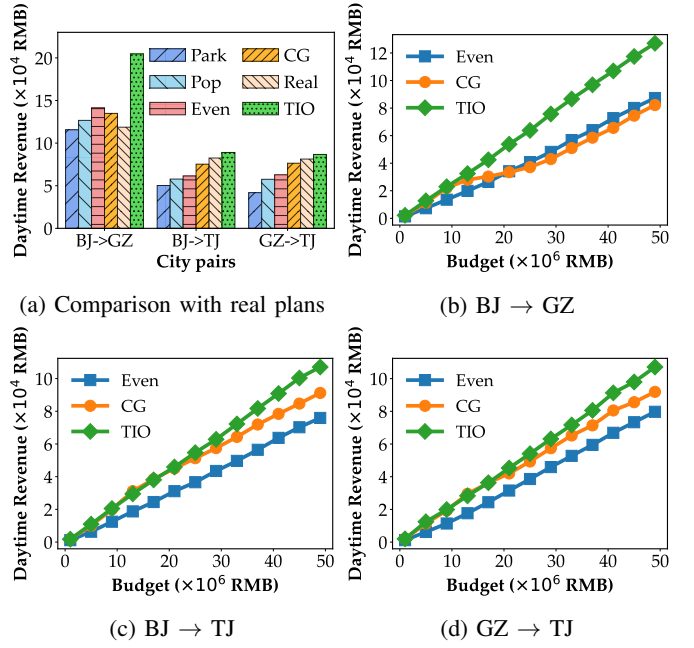 Daytime Revenue (×10⁴ RMB)
20
15
10
5
0
Park
Pop
Even
CG
Real
TIO
BJ->GZ
BJ->TJ
GZ->TJ
City pairs
(a) Comparison with real plans
Daytime Revenue (×10⁴ RMB)
12
10
8
6
4
2
0
Even
CG
TIO
0 10 20 30 40 50
Budget (×10⁶ RMB)
(b) BJ → GZ
Daytime Revenue (×10⁴ RMB)
10
8
6
4
2
0
Even
CG
TIO
0 10 20 30 40 50
Budget (×10⁶ RMB)
(c) BJ → TJ
Daytime Revenue (×10⁴ RMB)
10
8
6
4
2
0
Even
CG
TIO
0 10 20 30 40 50
Budget (×10⁶ RMB)
(d) GZ → TJ